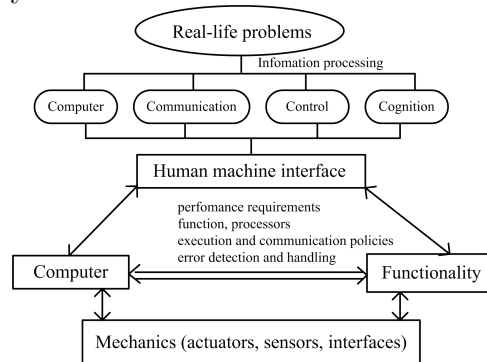 Real-life problems
Infomation processing
Computer
Communication
Control
Cognition
Human machine interface
perfomance requirements
function, processors
execution and communication policies
error detection and handling
Computer
Functionality
Mechanics (actuators, sensors, interfaces)